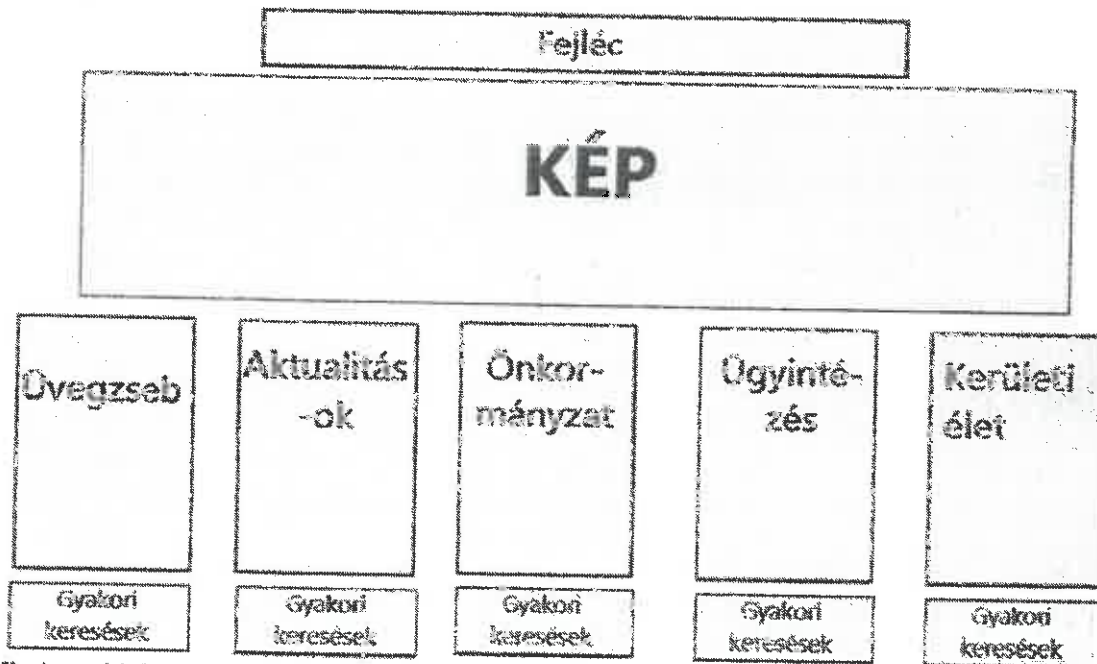 Fejléc
KÉP
Üvegzseb
Aktualitás
-ok
Önkor-
mányzat
Ügyinté-
zés
Kerületi
élet
Gyakori
keresések
Gyakori
keresések
Gyakori
keresések
Gyakori
keresések
Gyakori
keresések